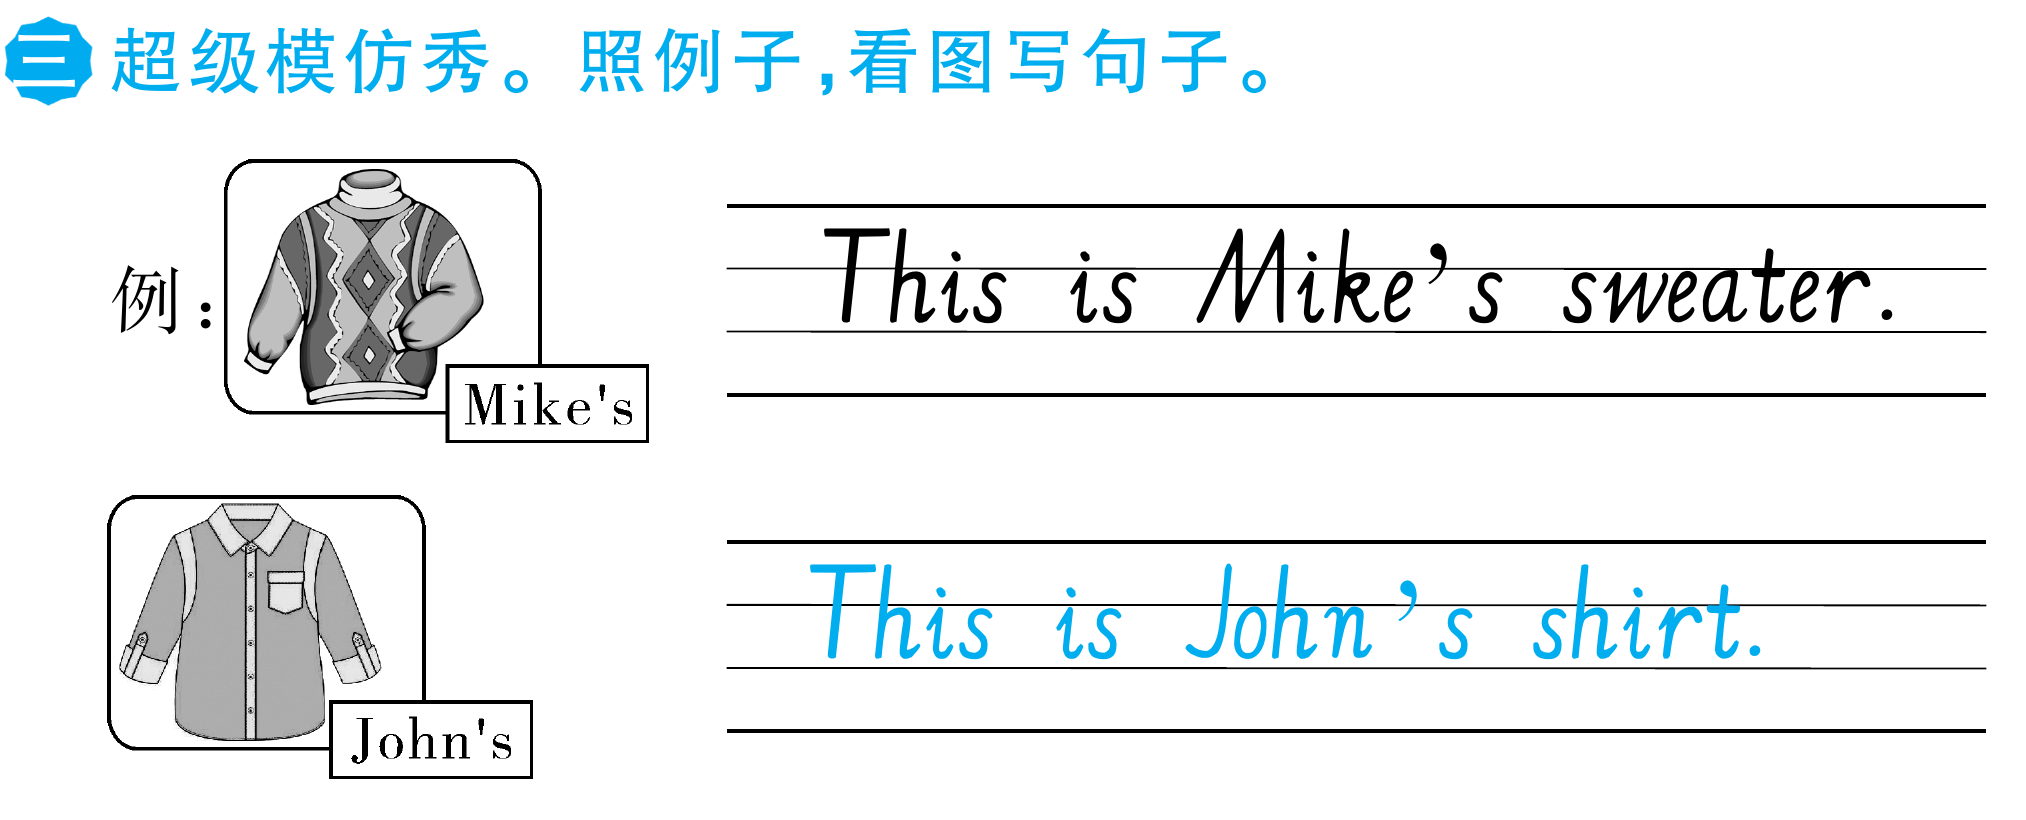 三 超级模仿秀。照例子,看图写句子。
例:
Mike's
This is Mike's sweater.
John's
This is John's shirt.